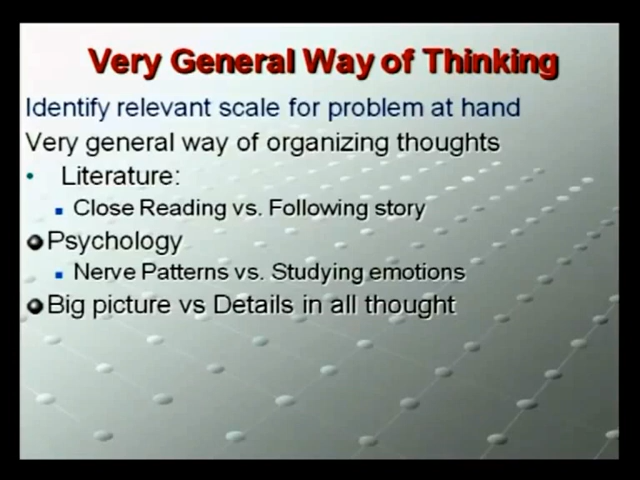 Very General Way of Thinking
Identify relevant scale for problem at hand
Very general way of organizing thoughts
• Literature:
▪ Close Reading vs. Following story
Psychology
▪ Nerve Patterns vs. Studying emotions
Big picture vs Details in all thought